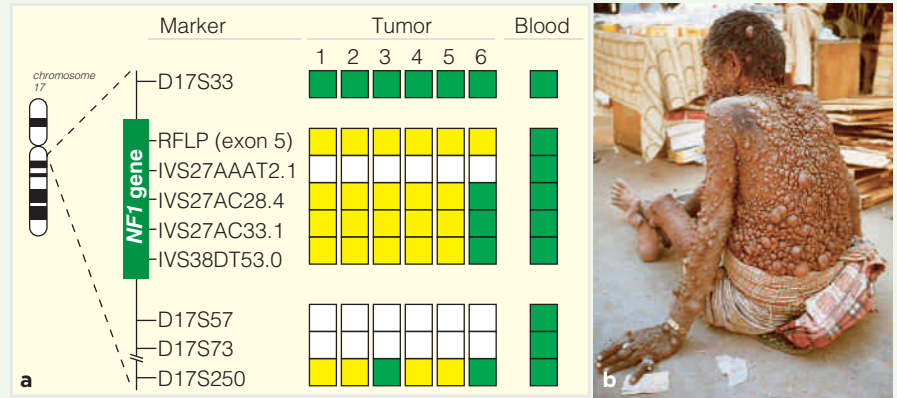 Marker Tumor Blood
1 2 3 4 5 6
chromosome
17
D17S33
NF1 gene
RFLP (exon 5)
IVS27AAAT2.1
IVS27AC28.4
IVS27AC33.1
IVS38DT53.0
D17S57
D17S73
D17S250
a
b